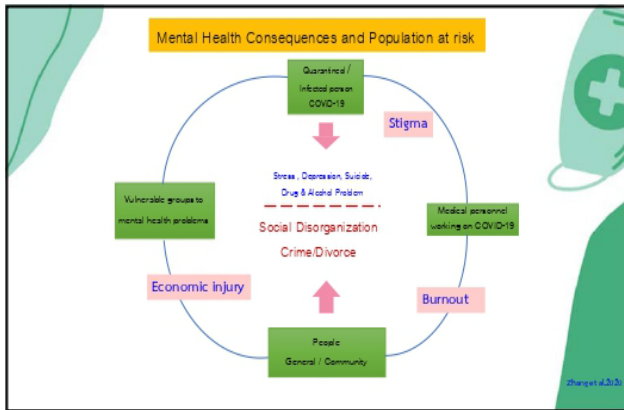 Mental Health Consequences and Population at risk
Quarantined /
Infected person
COVID-19
Stigma
Stress , Depression, Suicide,
Drug & Alcohol Problem
Vulnerable groups to
mental health problems
Medical personnel
working on COVID-19
Social Disorganization
Crime/Divorce
Economic injury
Burnout
People
General / Community
Zhang et al,2020